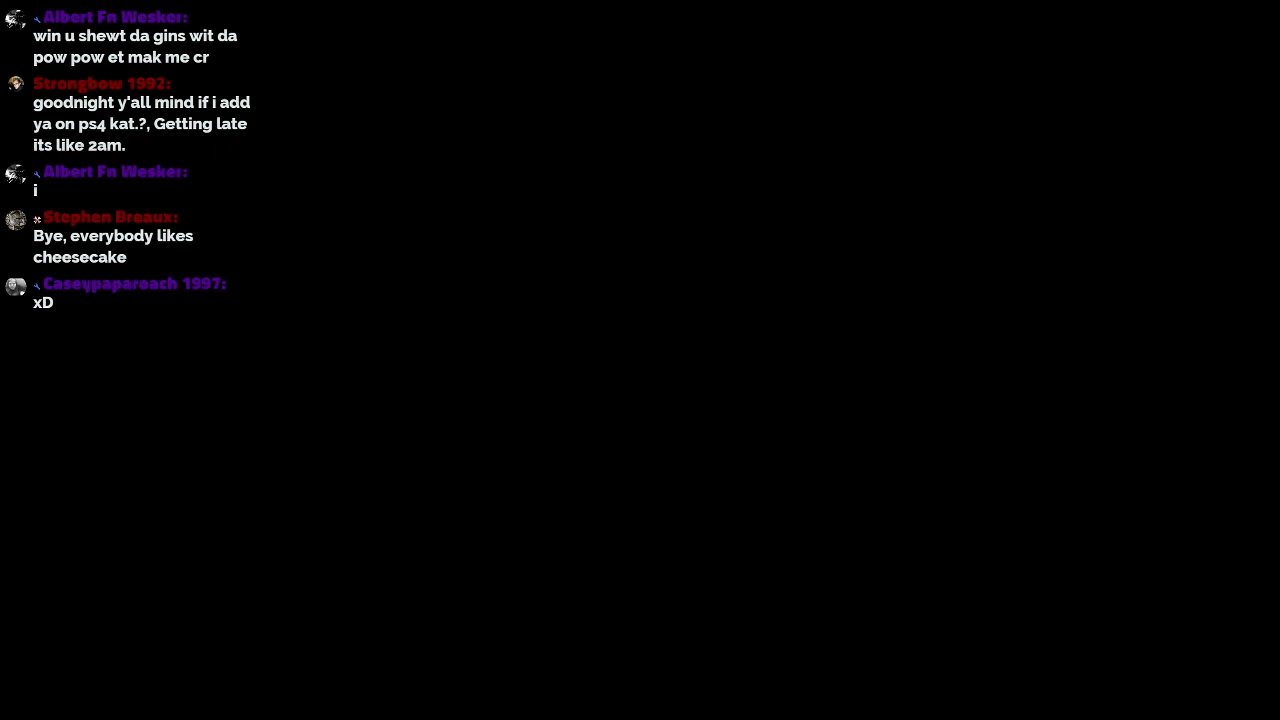 Albert Fn Wesker:
win u shewt da gins wit da
pow pow et mak me cr
Strongbow 1992:
goodnight y'all mind if i add
ya on ps4 kat.?, Getting late
its like 2am.
Albert Fn Wesker:
i
Stephen Breaux:
Bye, everybody likes
cheesecake
Caseypaparoach 1997:
xD